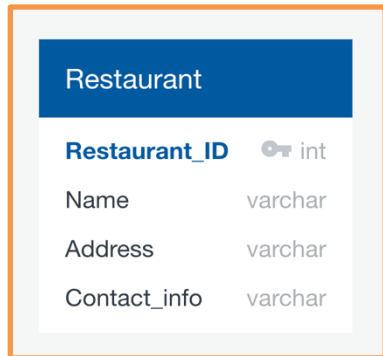 Restaurant
Restaurant_ID int
Name varchar
Address varchar
Contact_info varchar